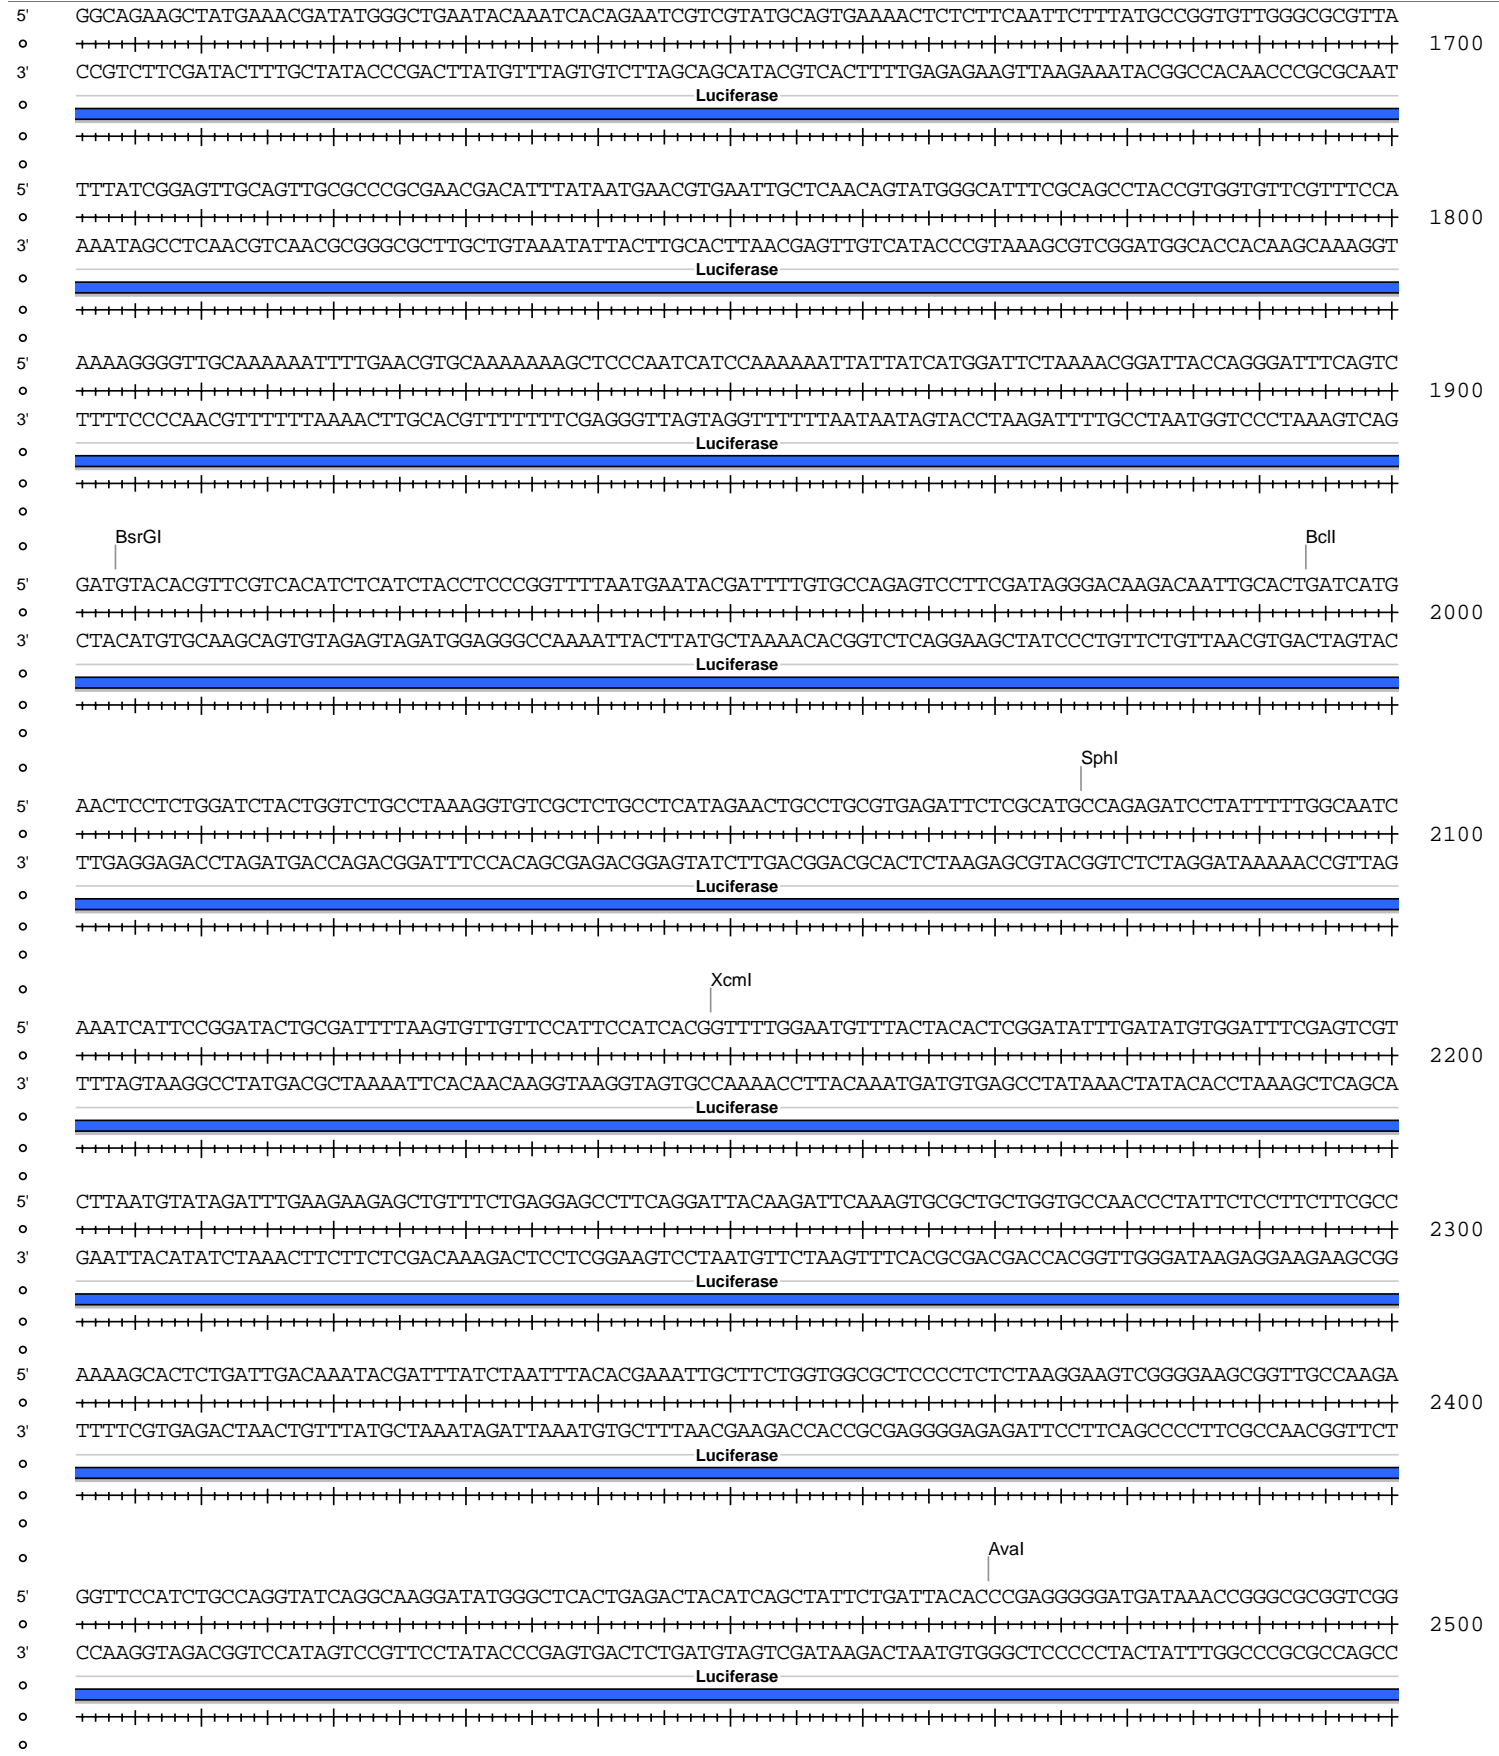 5' GGCAGAAGCTATGAAACGATATGGGCTGAATACAAATCACAGAATCGTCGTATGCAGTGAAAACTCTCTTCAATTCTTTATGCCGGTGTTGGGCGCGTTA
1700
3' CCGTCTTCGATACTTTGCTATACCCGACTTATGTTTAGTGTCTTAGCAGCATACGTCACTTTTGAGAGAAGTTAAGAAATACGGCCACAACCCGCGCAAT
Luciferase
5' TTTATCGGAGTTGCAGTTGCGCCCGCGAACGACATTTATAATGAACGTGAATTGCTCAACAGTATGGGCATTTCGCAGCCTACCGTGGTGTTCGTTTCCA
1800
3' AAATAGCCTCAACGTCAACGCGGGCGCTTGCTGTAAATATTACTTGCACTTAACGAGTTGTCATACCCGTAAAGCGTCGGATGGCACCACAAGCAAAGGT
Luciferase
5' AAAAGGGGTTGCAAAAAATTTTGAACGTGCAAAAAAAGCTCCCAATCATCCAAAAAATTATTATCATGGATTCTAAAACGGATTACCAGGGATTTCAGTC
1900
3' TTTTCCCCAACGTTTTTTAAAACTTGCACGTTTTTTTCGAGGGTTAGTAGGTTTTTTAATAATAGTACCTAAGATTTTGCCTAATGGTCCCTAAAGTCAG
Luciferase
BsrGI BclI
5' GATGTACACGTTCGTCACATCTCATCTACCTCCCGGTTTTAATGAATACGATTTTGTGCCAGAGTCCTTCGATAGGGACAAGACAATTGCACTGATCATG
2000
3' CTACATGTGCAAGCAGTGTAGAGTAGATGGAGGGCCAAAATTACTTATGCTAAAACACGGTCTCAGGAAGCTATCCCTGTTCTGTTAACGTGACTAGTAC
Luciferase
SphI
5' AACTCCTCTGGATCTACTGGTCTGCCTAAAGGTGTCGCTCTGCCTCATAGAACTGCCTGCGTGAGATTCTCGCATGCCAGAGATCCTATTTTTGGCAATC
2100
3' TTGAGGAGACCTAGATGACCAGACGGATTTCCACAGCGAGACGGAGTATCTTGACGGACGCACTCTAAGAGCGTACGGTCTCTAGGATAAAAACCGTTAG
Luciferase
XcmI
5' AAATCATTCCGGATACTGCGATTTTAAGTGTTGTTCCATTCCATCACGGTTTTGGAATGTTTACTACACTCGGATATTTGATATGTGGATTTCGAGTCGT
2200
3' TTTAGTAAGGCCTATGACGCTAAAATTCACAACAAGGTAAGGTAGTGCCAAAACCTTACAAATGATGTGAGCCTATAAACTATACACCTAAAGCTCAGCA
Luciferase
5' CTTAATGTATAGATTTGAAGAAGAGCTGTTTCTGAGGAGCCTTCAGGATTACAAGATTCAAAGTGCGCTGCTGGTGCCAACCCTATTCTCCTTCTTCGCC
2300
3' GAATTACATATCTAAACTTCTTCTCGACAAAGACTCCTCGGAAGTCCTAATGTTCTAAGTTTCACGCGACGACCACGGTTGGGATAAGAGGAAGAAGCGG
Luciferase
5' AAAAGCACTCTGATTGACAAATACGATTTATCTAATTTACACGAAATTGCTTCTGGTGGCGCTCCCCTCTCTAAGGAAGTCGGGGAAGCGGTTGCCAAGA
2400
3' TTTTCGTGAGACTAACTGTTTATGCTAAATAGATTAAATGTGCTTTAACGAAGACCACCGCGAGGGGAGAGATTCCTTCAGCCCCTTCGCCAACGGTTCT
Luciferase
AvaI
5' GGTTCCATCTGCCAGGTATCAGGCAAGGATATGGGCTCACTGAGACTACATCAGCTATTCTGATTACACCCGAGGGGGATGATAAACCGGGCGCGGTCGG
2500
3' CCAAGGTAGACGGTCCATAGTCCGTTCCTATACCCGAGTGACTCTGATGTAGTCGATAAGACTAATGTGGGCTCCCCCTACTATTTGGCCCGCGCCAGCC
Luciferase